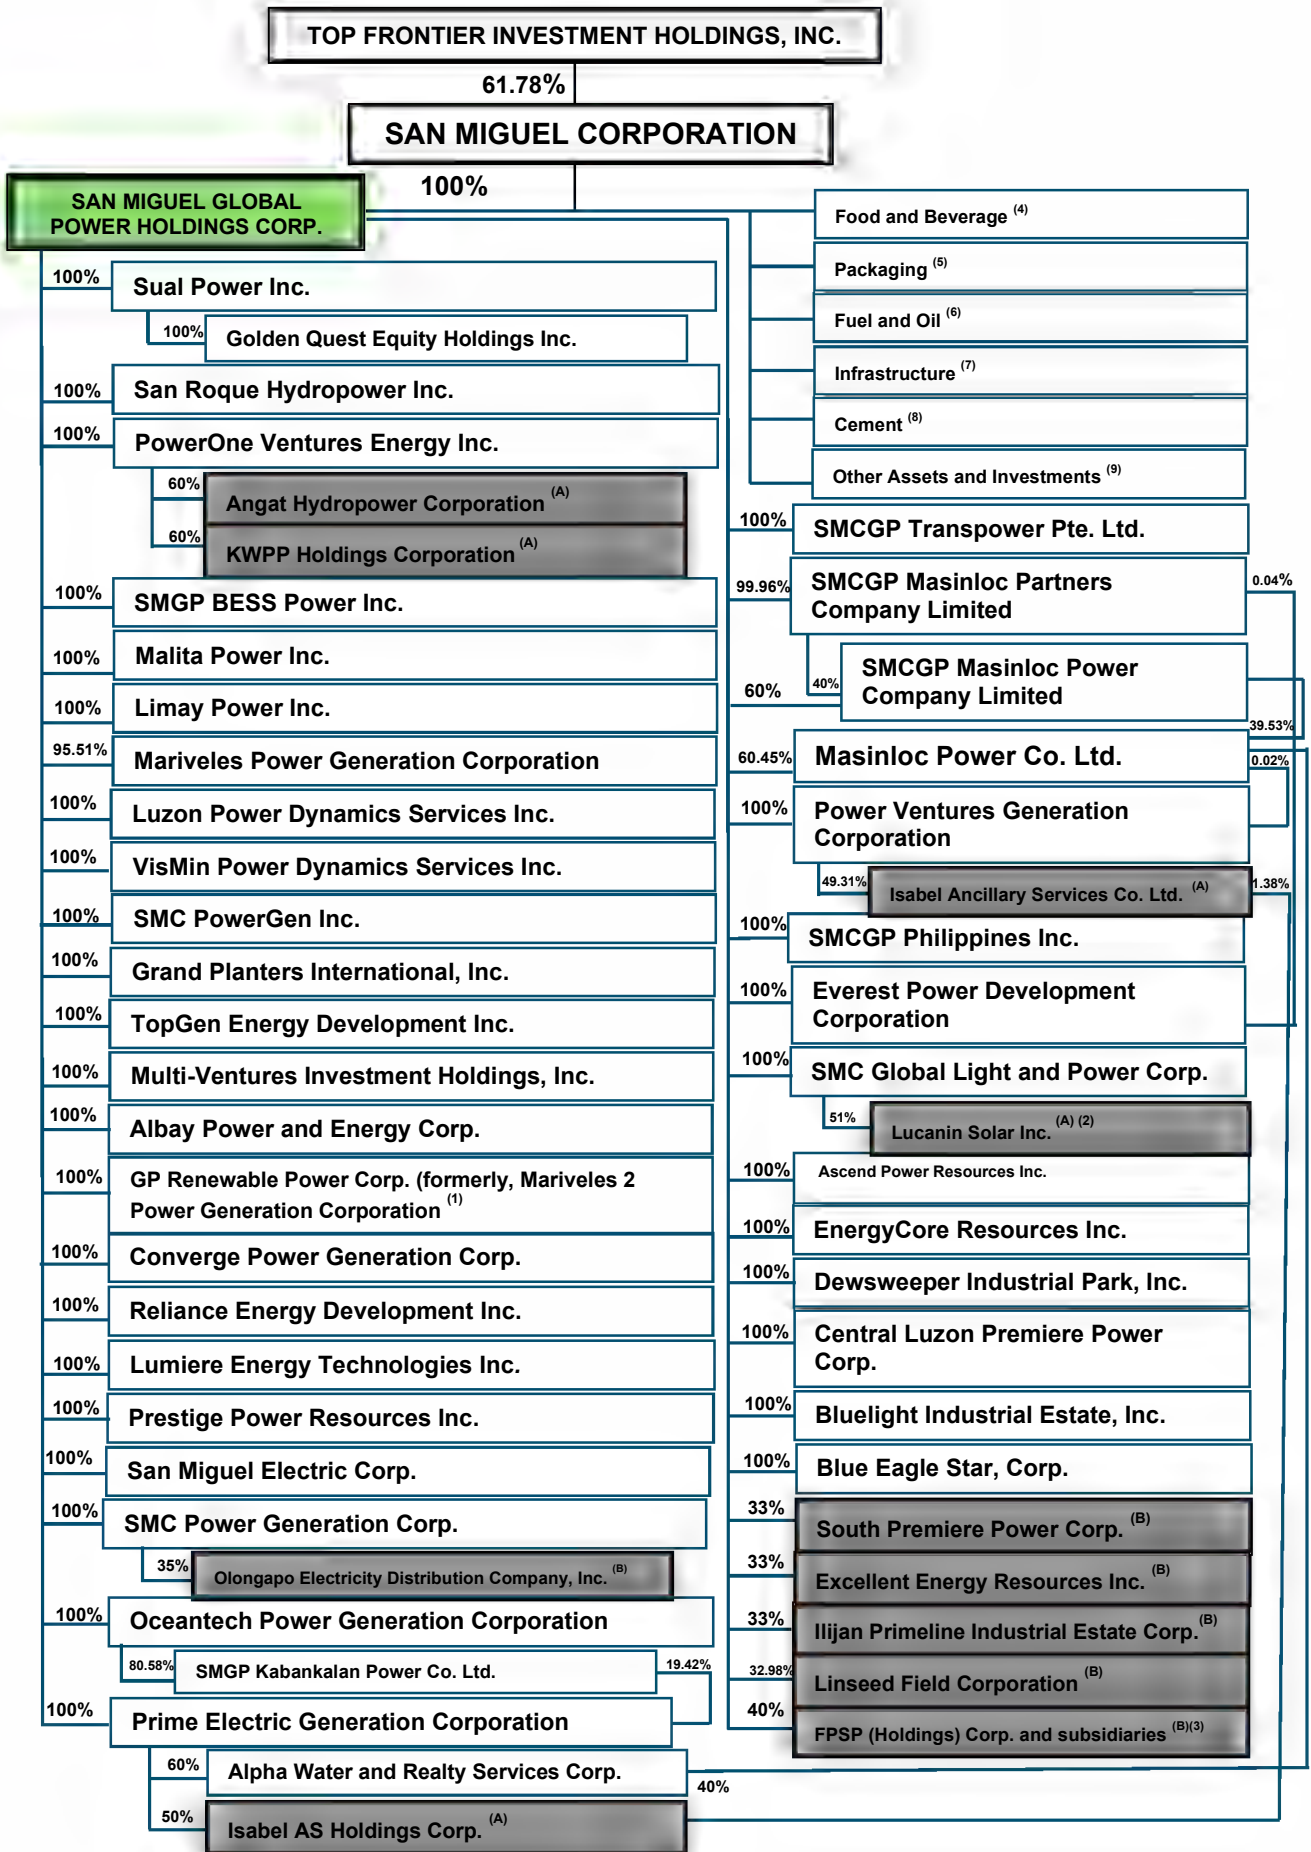 TOP FRONTIER INVESTMENT HOLDINGS, INC.
61.78%
SAN MIGUEL CORPORATION
100%
SAN MIGUEL GLOBAL
POWER HOLDINGS CORP.
100%
Sual Power Inc.
100%
Golden Quest Equity Holdings Inc.
100%
San Roque Hydropower Inc.
100%
PowerOne Ventures Energy Inc.
60%
Angat Hydropower Corporation (A)
60%
KWPP Holdings Corporation (A)
100%
SMGP BESS Power Inc.
100%
Malita Power Inc.
100%
Limay Power Inc.
95.51%
Mariveles Power Generation Corporation
100%
Luzon Power Dynamics Services Inc.
100%
VisMin Power Dynamics Services Inc.
100%
SMC PowerGen Inc.
100%
Grand Planters International, Inc.
100%
TopGen Energy Development Inc.
100%
Multi-Ventures Investment Holdings, Inc.
100%
Albay Power and Energy Corp.
100%
GP Renewable Power Corp. (formerly, Mariveles 2
Power Generation Corporation (1)
100%
Converge Power Generation Corp.
100%
Reliance Energy Development Inc.
100%
Lumiere Energy Technologies Inc.
100%
Prestige Power Resources Inc.
100%
San Miguel Electric Corp.
100%
SMC Power Generation Corp.
35%
Olongapo Electricity Distribution Company, Inc. (B)
100%
Oceantech Power Generation Corporation
80.58%
SMGP Kabankalan Power Co. Ltd.
19.42%
100%
Prime Electric Generation Corporation
60%
Alpha Water and Realty Services Corp.
40%
50%
Isabel AS Holdings Corp. (A)
Food and Beverage (4)
Packaging (5)
Fuel and Oil (6)
Infrastructure (7)
Cement (8)
Other Assets and Investments (9)
100%
SMCGP Transpower Pte. Ltd.
99.96%
SMCGP Masinloc Partners
Company Limited
0.04%
60%
40%
SMCGP Masinloc Power
Company Limited
39.53%
60.45%
Masinloc Power Co. Ltd.
0.02%
100%
Power Ventures Generation
Corporation
49.31%
Isabel Ancillary Services Co. Ltd. (A)
1.38%
100%
SMCGP Philippines Inc.
100%
Everest Power Development
Corporation
100%
SMC Global Light and Power Corp.
51%
Lucanin Solar Inc. (A) (2)
100%
Ascend Power Resources Inc.
100%
EnergyCore Resources Inc.
100%
Dewsweeper Industrial Park, Inc.
100%
Central Luzon Premiere Power
Corp.
100%
Bluelight Industrial Estate, Inc.
100%
Blue Eagle Star, Corp.
33%
South Premiere Power Corp. (B)
33%
Excellent Energy Resources Inc. (B)
33%
Ilijan Primeline Industrial Estate Corp. (B)
32.98%
Linseed Field Corporation (B)
40%
FPSP (Holdings) Corp. and subsidiaries (B)(3)